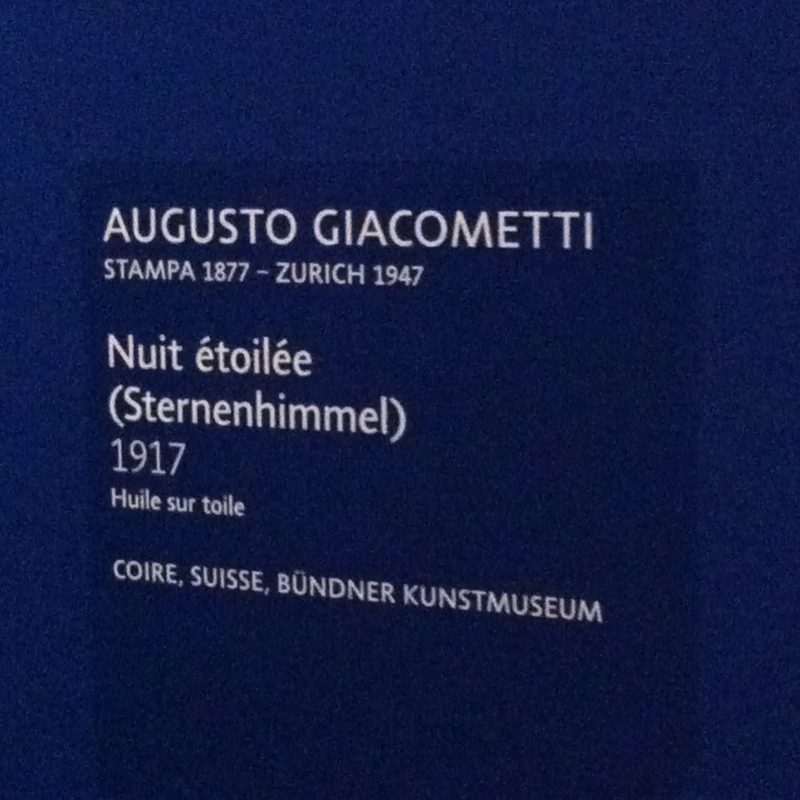 AUGUSTO GIACOMETTI
STAMPA 1877 – ZURICH 1947
Nuit étoilée
(Sternenhimmel)
1917
Huile sur toile
COIRE, SUISSE, BÜNDNER KUNSTMUSEUM